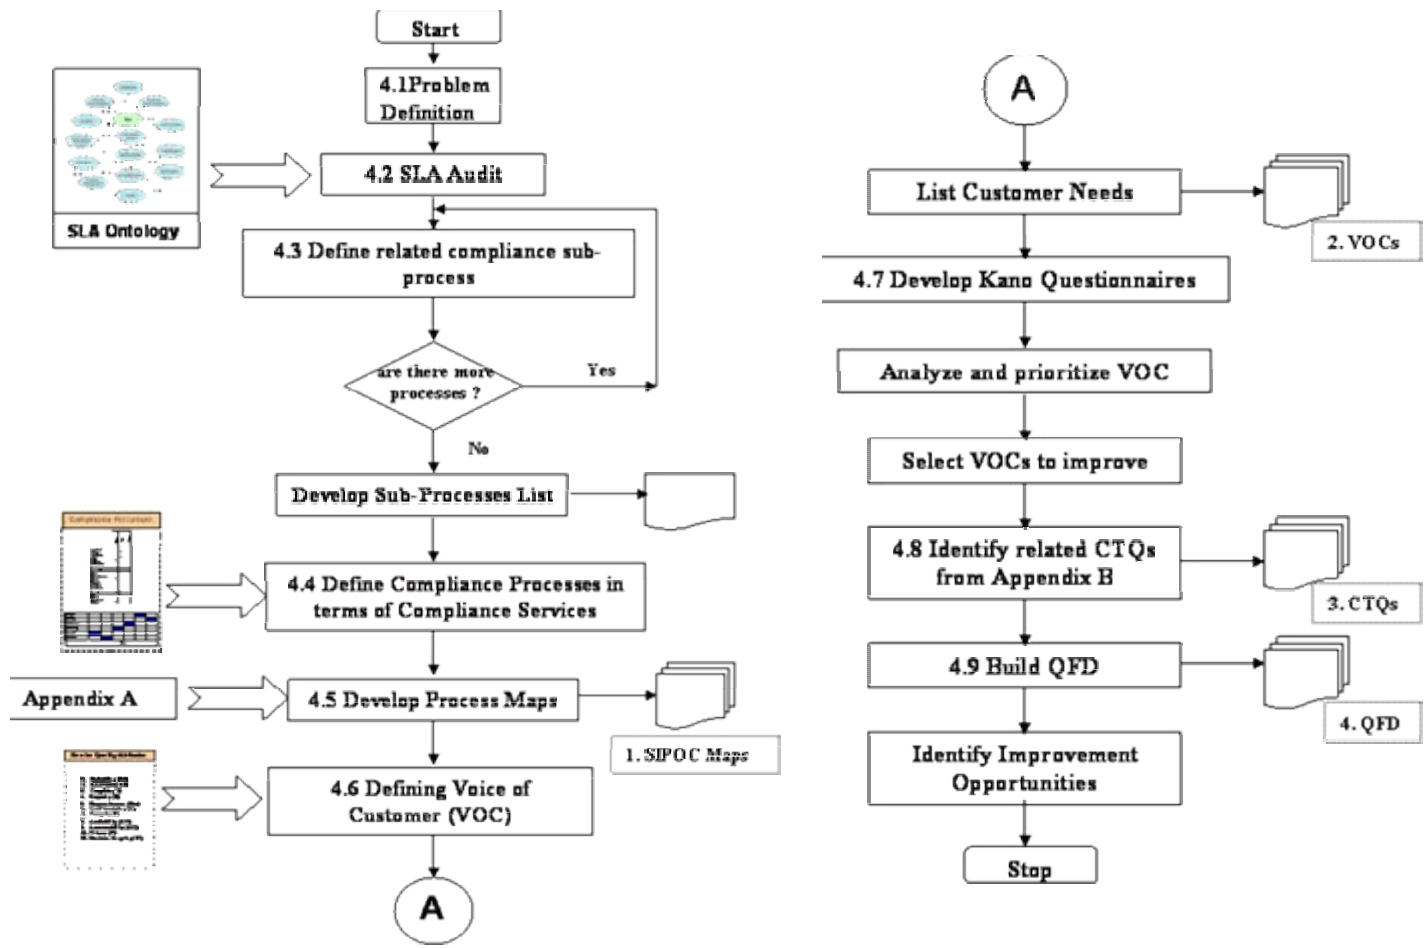 Start
4.1Problem
Definition
4.2 SLA Audit
SLA Ontology
4.3 Define related compliance sub-
process
are there more
processes ?
Yes
No
Develop Sub-Processes List
4.4 Define Compliance Processes in
terms of Compliance Services
Appendix A
4.5 Develop Process Maps
1. SIPOC Maps
4.6 Defining Voice of
Customer (VOC)
A
A
List Customer Needs
2. VOCs
4.7 Develop Kano Questionnaires
Analyze and prioritize VOC
Select VOCs to improve
4.8 Identify related CTQs
from Appendix B
3. CTQs
4.9 Build QFD
4. QFD
Identify Improvement
Opportunities
Stop